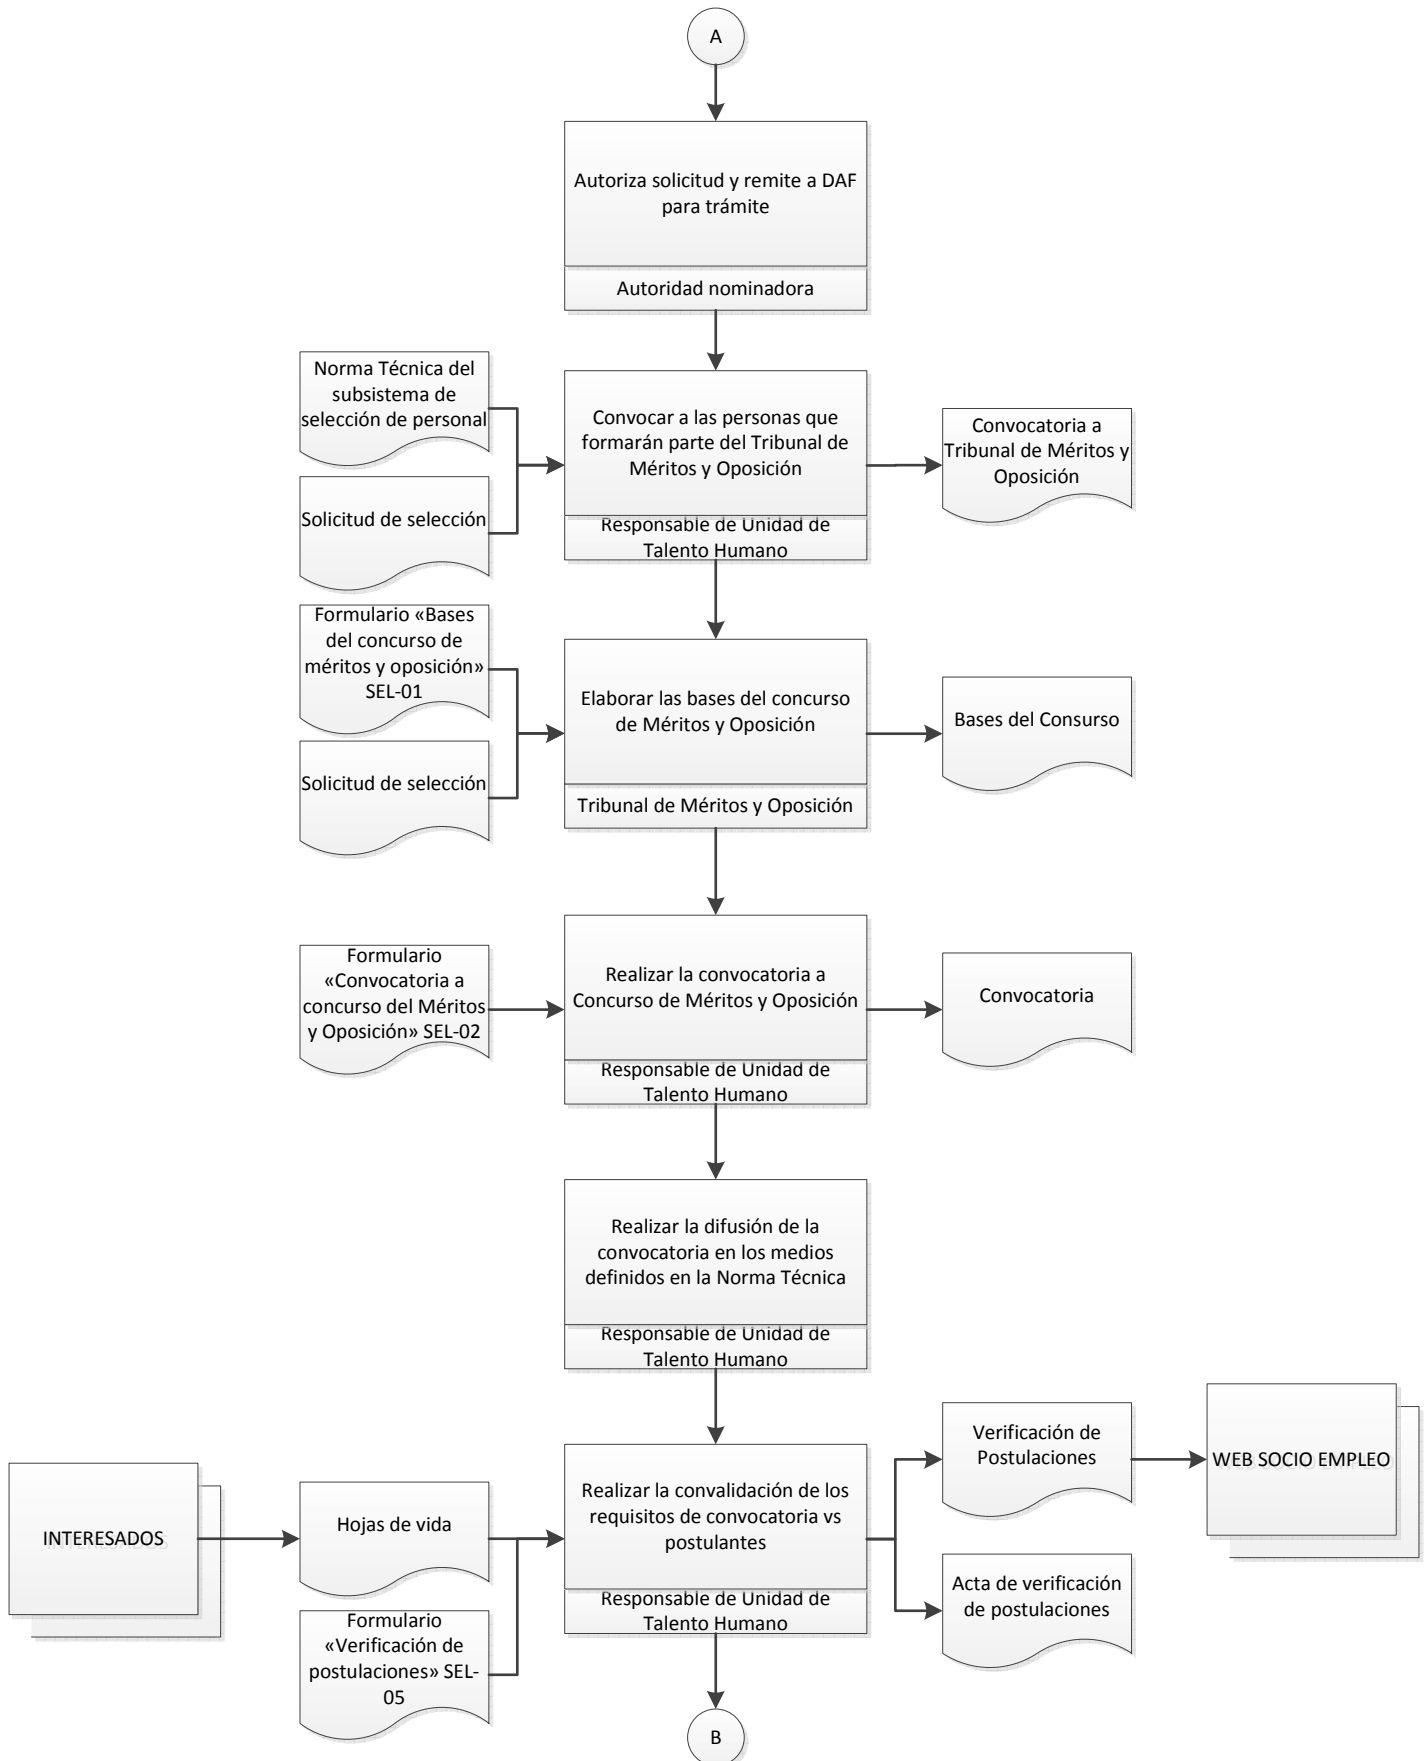 A
Autoriza solicitud y remite a DAF
para trámite
Autoridad nominadora
Norma Técnica del
subsistema de
selección de personal
Solicitud de selección
Convocar a las personas que
formarán parte del Tribunal de
Méritos y Oposición
Responsable de Unidad de
Talento Humano
Convocatoria a
Tribunal de Méritos y
Oposición
Formulario «Bases
del concurso de
méritos y oposición»
SEL-01
Solicitud de selección
Elaborar las bases del concurso
de Méritos y Oposición
Tribunal de Méritos y Oposición
Bases del Consurso
Formulario
«Convocatoria a
concurso del Méritos
y Oposición» SEL-02
Realizar la convocatoria a
Concurso de Méritos y Oposición
Responsable de Unidad de
Talento Humano
Convocatoria
Realizar la difusión de la
convocatoria en los medios
definidos en la Norma Técnica
Responsable de Unidad de
Talento Humano
INTERESADOS
Hojas de vida
Formulario
«Verificación de
postulaciones» SEL-
05
Realizar la convalidación de los
requisitos de convocatoria vs
postulantes
Responsable de Unidad de
Talento Humano
Verificación de
Postulaciones
WEB SOCIO EMPLEO
Acta de verificación
de postulaciones
B